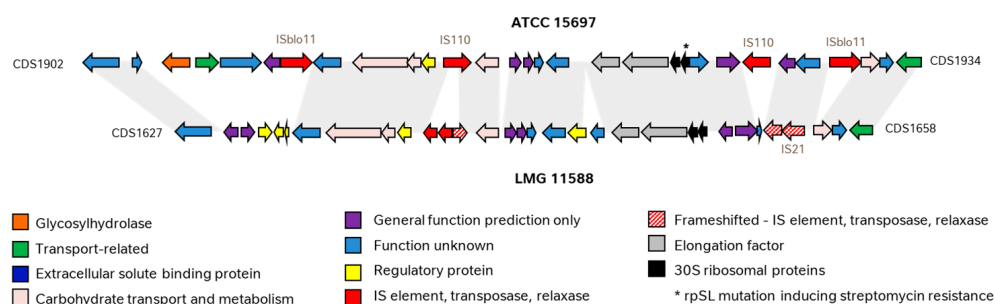 ATCC 15697
ISblo11
IS110
*
IS110
ISblo11
CDS1902
CDS1934
CDS1627
CDS1658
IS21
LMG 11588
Glycosylhydrolase
Transport-related
Extracellular solute binding protein
Carbohydrate transport and metabolism
General function prediction only
Function unknown
Regulatory protein
IS element, transposase, relaxase
Frameshifted - IS element, transposase, relaxase
Elongation factor
30S ribosomal proteins
* rpSL mutation inducing streptomycin resistance